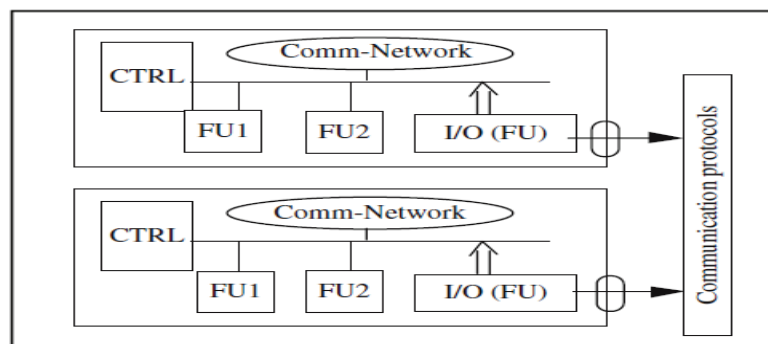 Comm-Network
CTRL
FU1
FU2
I/O (FU)
Comm-Network
CTRL
FU1
FU2
I/O (FU)
Communication protocols